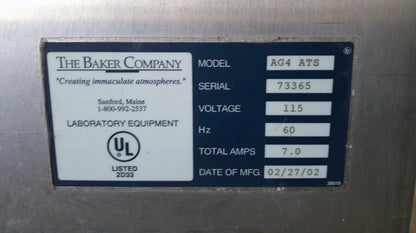 THE BAKER COMPANY
"Creating immaculate atmospheres."
Sanford, Maine
1-800-992-2537
LABORATORY EQUIPMENT
UL
LISTED
2D33
MODEL AG4 ATS
SERIAL 73365
VOLTAGE 115
Hz 60
TOTAL AMPS 7.0
DATE OF MFG. 02/27/02